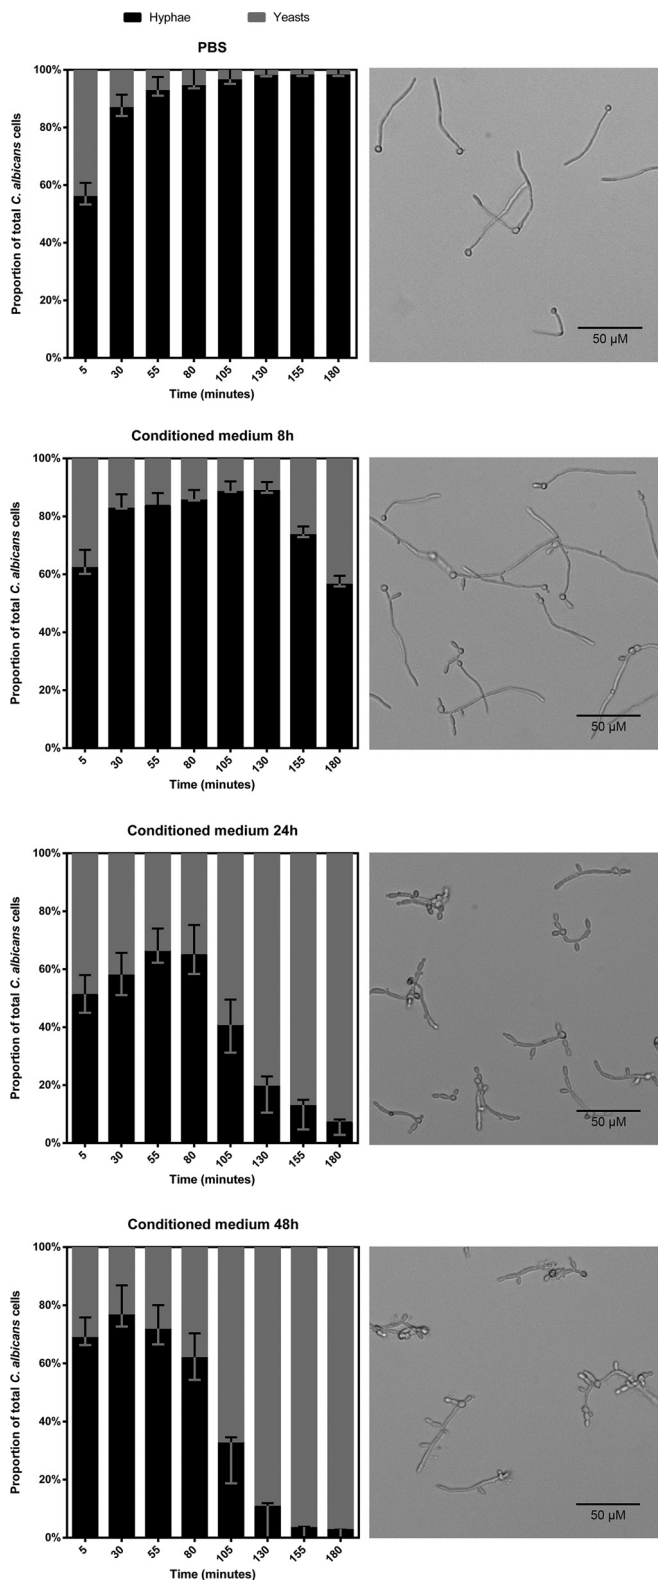 Hyphae Yeasts
PBS
Proportion of total C. albicans cells
100%
80%
60%
40%
20%
0%
5 30 55 80 105 130 155 180
Time (minutes)
50 µM
Conditioned medium 8h
Proportion of total C. albicans cells
100%
80%
60%
40%
20%
0%
5 30 55 80 105 130 155 180
Time (minutes)
50 µM
Conditioned medium 24h
Proportion of total C. albicans cells
100%
80%
60%
40%
20%
0%
5 30 55 80 105 130 155 180
Time (minutes)
50 µM
Conditioned medium 48h
Proportion of total C. albicans cells
100%
80%
60%
40%
20%
0%
5 30 55 80 105 130 155 180
Time (minutes)
50 µM